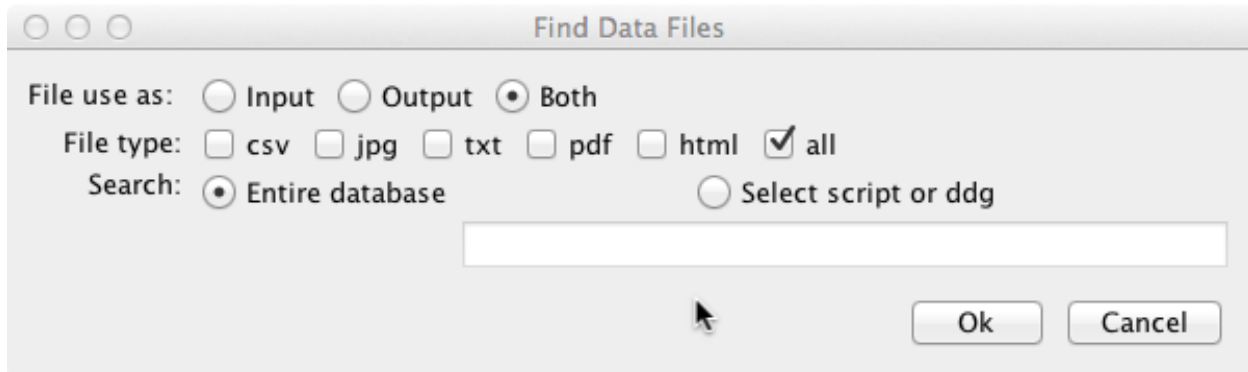 Find Data Files
File use as: Input Output Both
File type: csv jpg txt pdf html all
Search: Entire database Select script or ddg
Ok Cancel